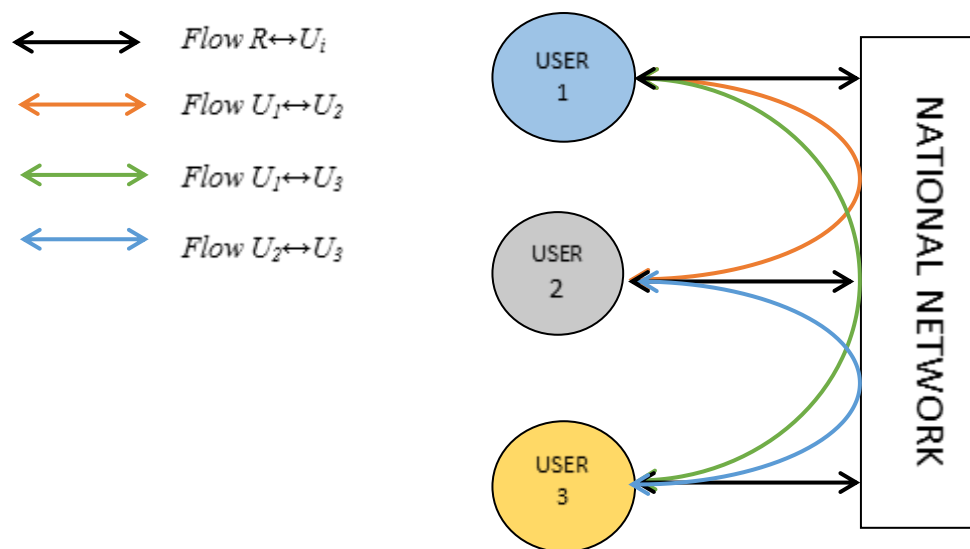 Flow R↔Ui
Flow U1↔U2
Flow U1↔U3
Flow U2↔U3
USER
1
USER
2
USER
3
NATIONAL NETWORK